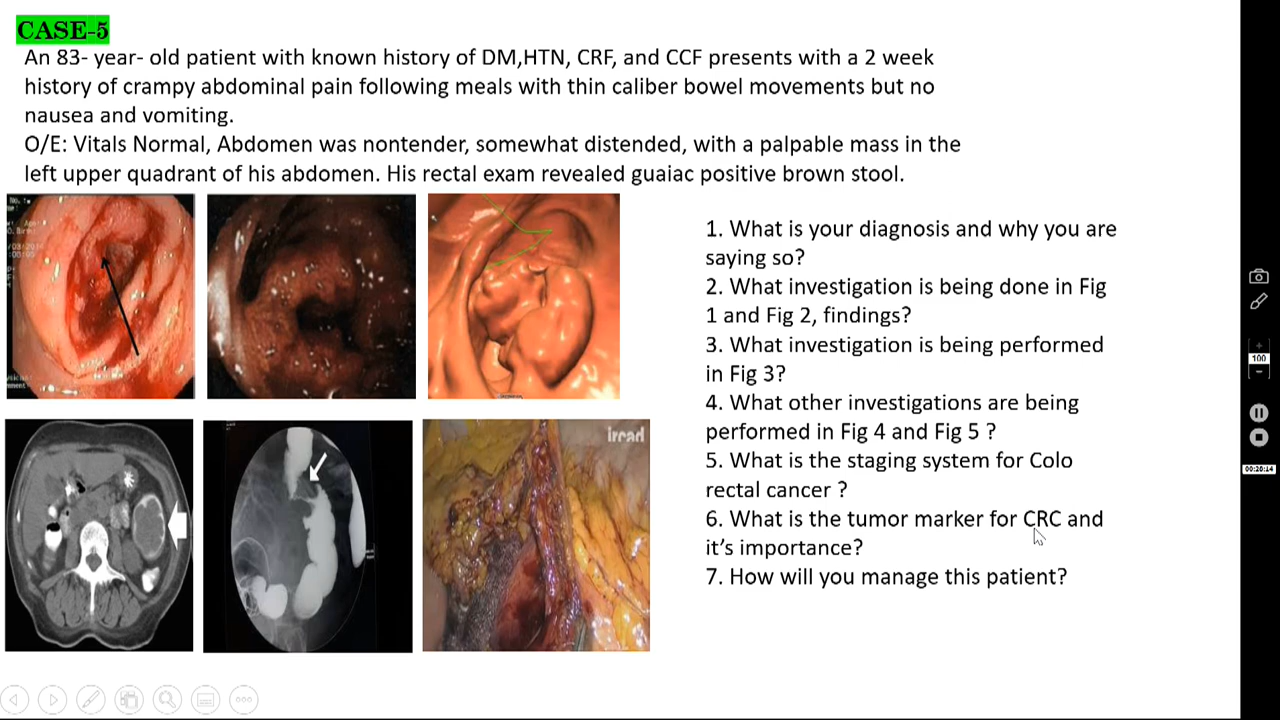 CASE-5
An 83- year- old patient with known history of DM,HTN, CRF, and CCF presents with a 2 week
history of crampy abdominal pain following meals with thin caliber bowel movements but no
nausea and vomiting.
O/E: Vitals Normal, Abdomen was nontender, somewhat distended, with a palpable mass in the
left upper quadrant of his abdomen. His rectal exam revealed guaiac positive brown stool.
1. What is your diagnosis and why you are
saying so?
2. What investigation is being done in Fig
1 and Fig 2, findings?
3. What investigation is being performed
in Fig 3?
4. What other investigations are being
performed in Fig 4 and Fig 5 ?
5. What is the staging system for Colo
rectal cancer ?
6. What is the tumor marker for CRC and
it's importance?
7. How will you manage this patient?
ircad
100